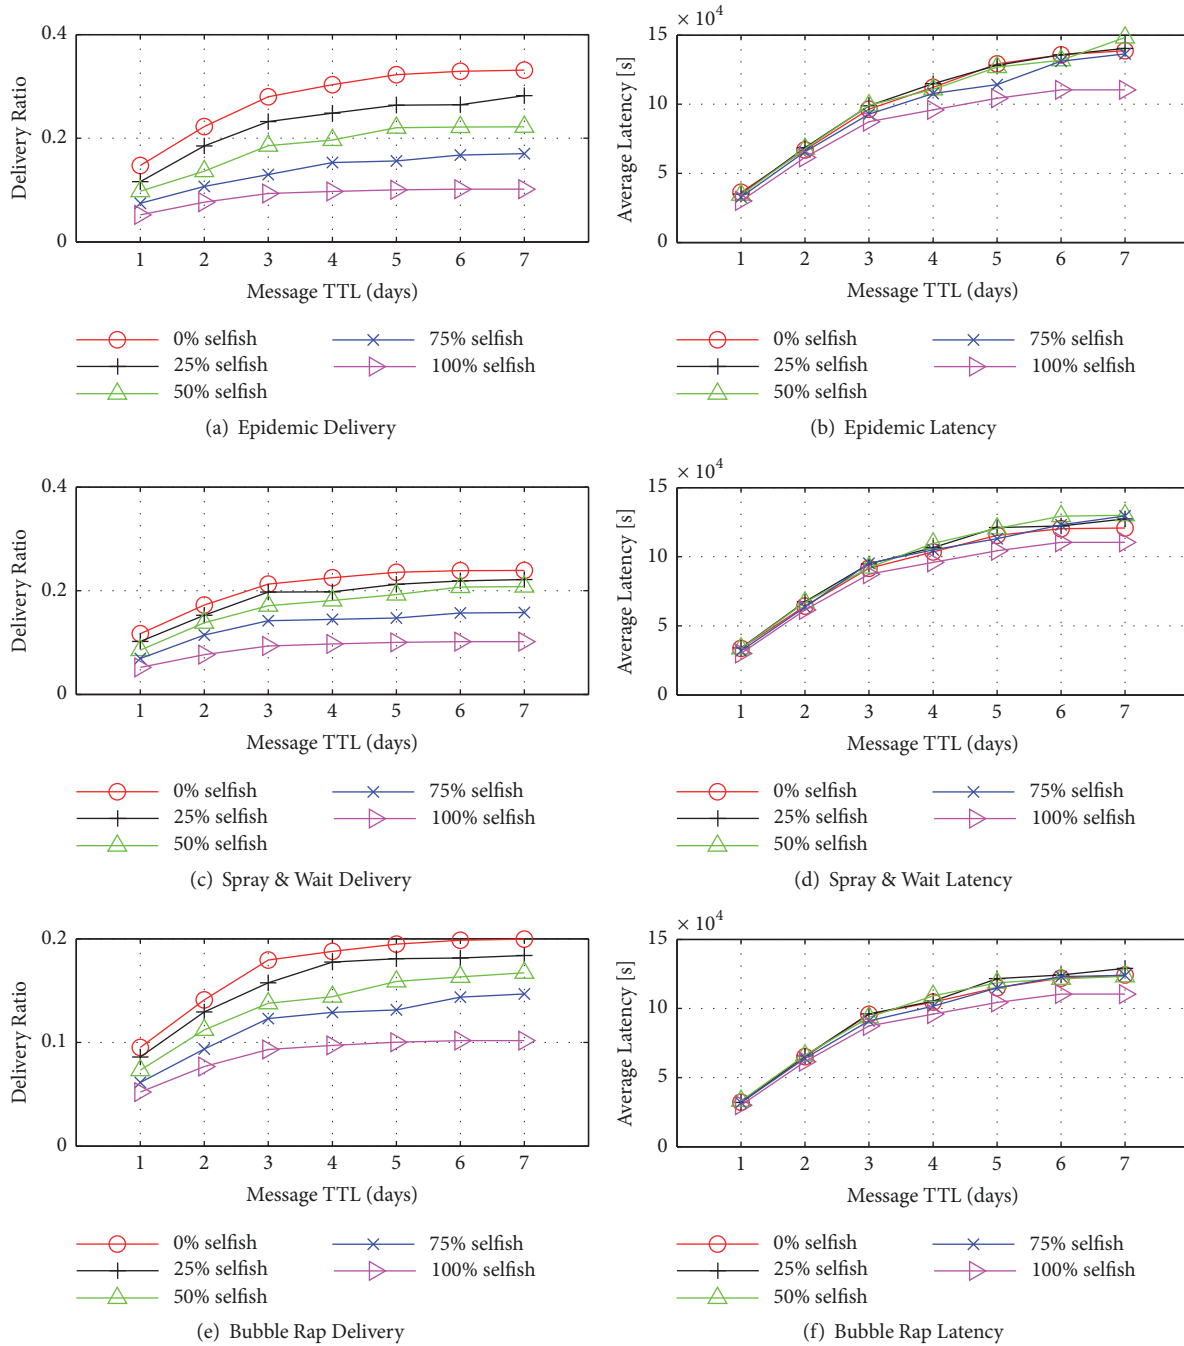 0.4
0.2
0
Delivery Ratio
1 2 3 4 5 6 7
Message TTL (days)
0% selfish
25% selfish
50% selfish
75% selfish
100% selfish
(a) Epidemic Delivery
× 10⁴
15
10
5
0
Average Latency [s]
1 2 3 4 5 6 7
Message TTL (days)
0% selfish
25% selfish
50% selfish
75% selfish
100% selfish
(b) Epidemic Latency
0.4
0.2
0
Delivery Ratio
1 2 3 4 5 6 7
Message TTL (days)
0% selfish
25% selfish
50% selfish
75% selfish
100% selfish
(c) Spray & Wait Delivery
× 10⁴
15
10
5
0
Average Latency [s]
1 2 3 4 5 6 7
Message TTL (days)
0% selfish
25% selfish
50% selfish
75% selfish
100% selfish
(d) Spray & Wait Latency
0.2
0.1
0
Delivery Ratio
1 2 3 4 5 6 7
Message TTL (days)
0% selfish
25% selfish
50% selfish
75% selfish
100% selfish
(e) Bubble Rap Delivery
× 10⁴
15
10
5
0
Average Latency [s]
1 2 3 4 5 6 7
Message TTL (days)
0% selfish
25% selfish
50% selfish
75% selfish
100% selfish
(f) Bubble Rap Latency